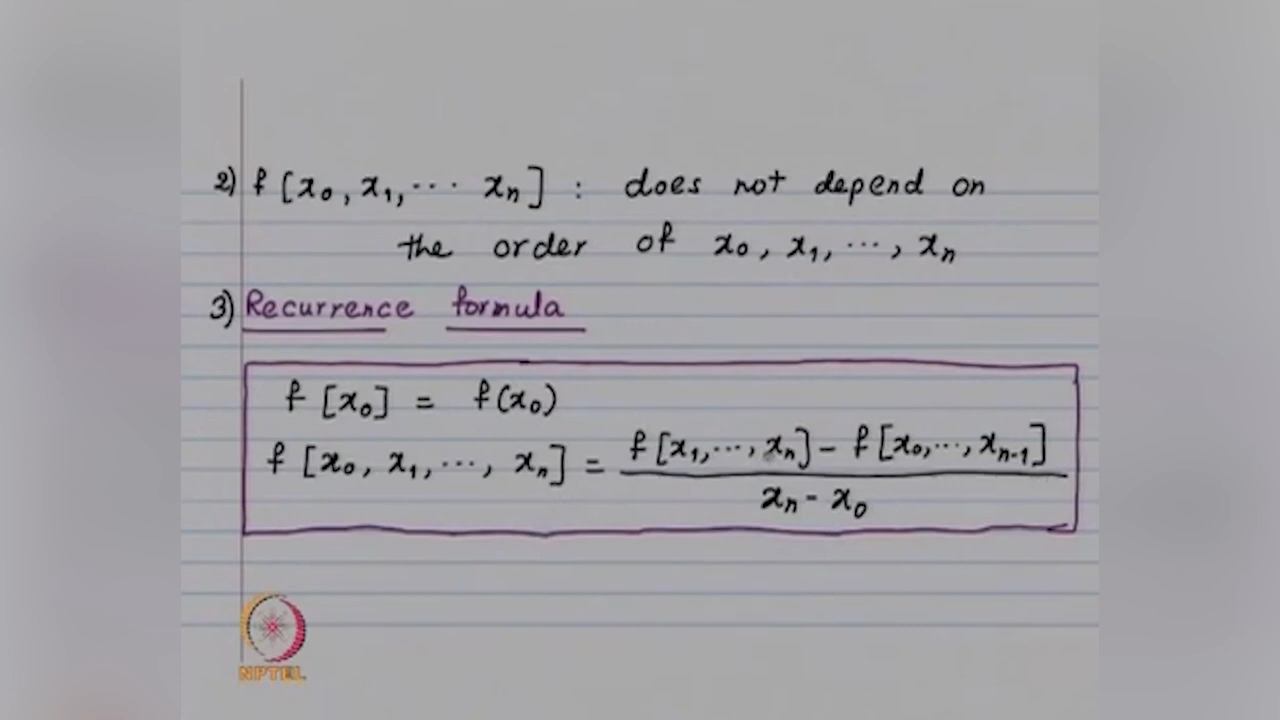 2) f [x₀, x₁, ··· xₙ] : does not depend on
the order of x₀, x₁, ···, xₙ
3) Recurrence formula
f [x₀] = f(x₀)
f [x₀, x₁, ···, xₙ] = f [x₁, ···, xₙ] - f [x₀, ···, xₙ₋₁]
xₙ - x₀
NPTEL